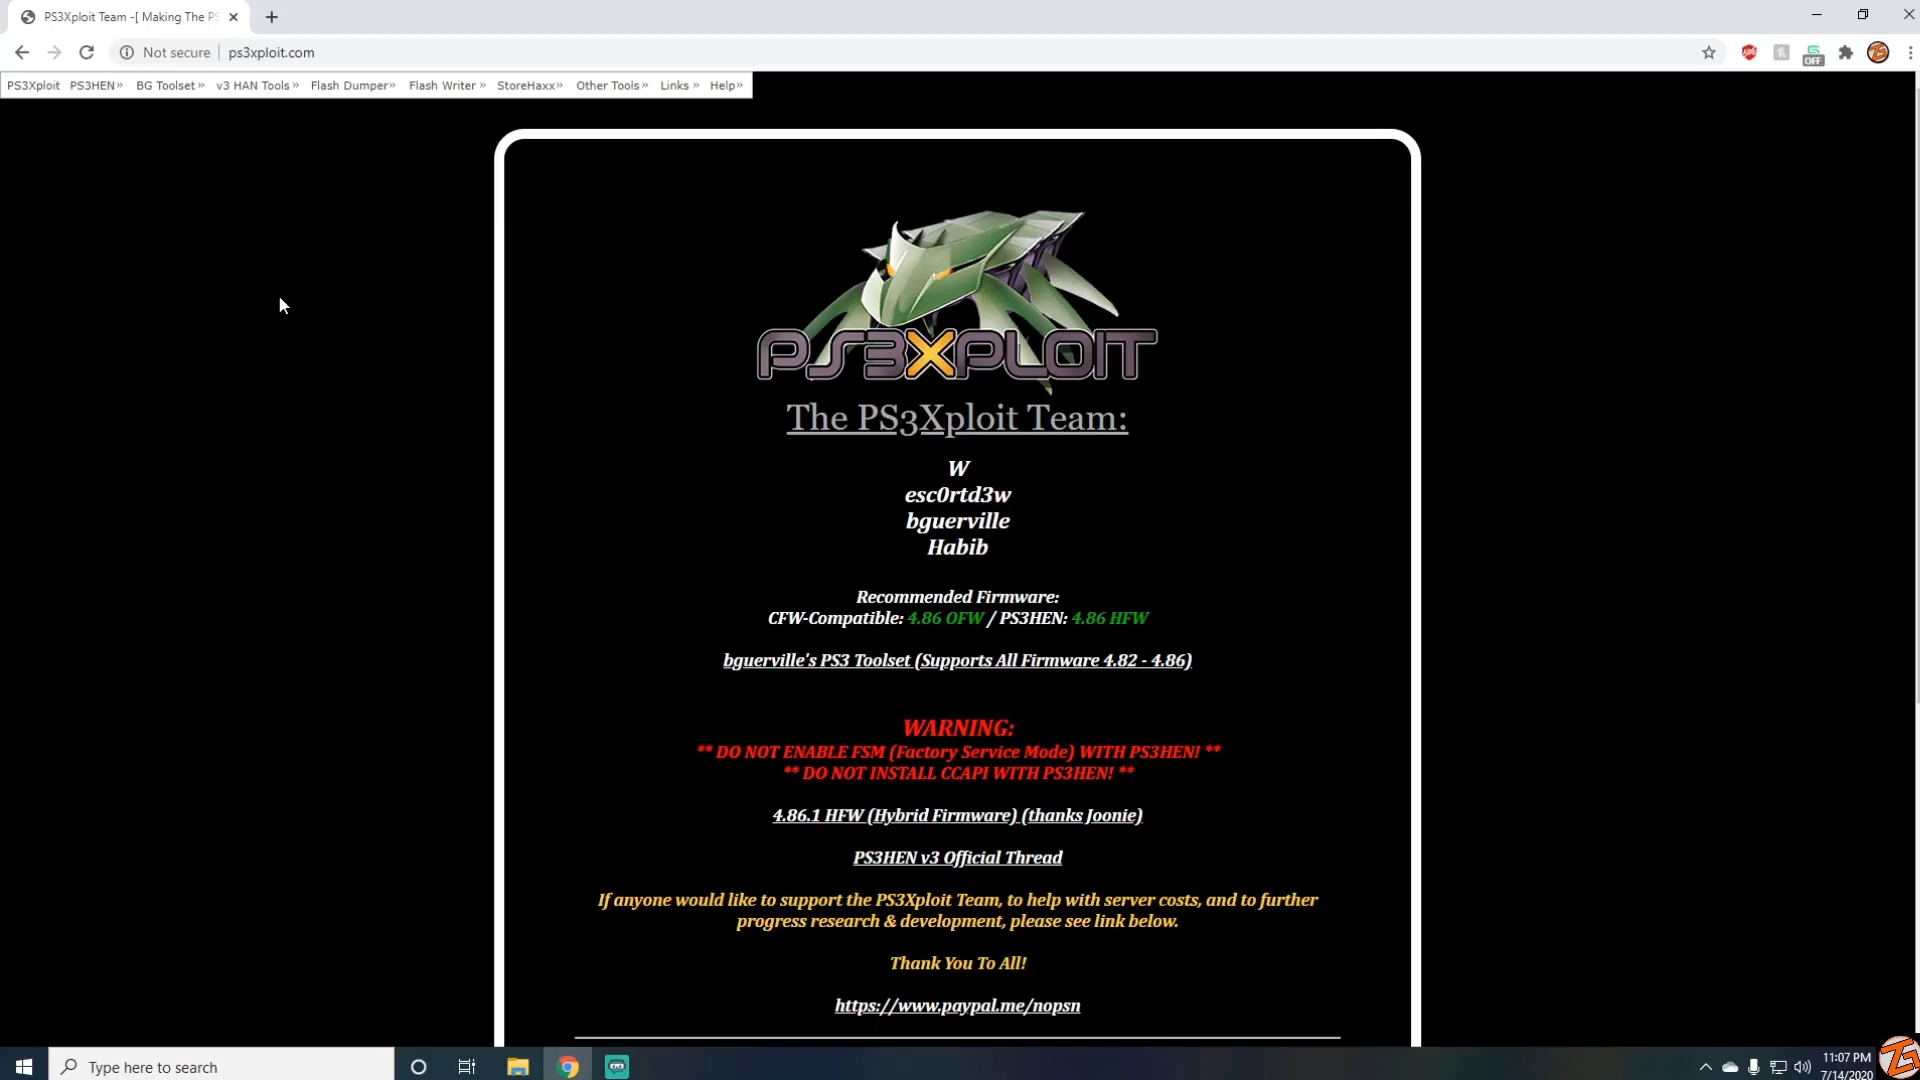 PS3Xploit Team -[ Making The PS
Not secure | ps3xploit.com
OFF
PS3Xploit PS3HEN» BG Toolset» v3 HAN Tools » Flash Dumper» Flash Writer » StoreHaxx» Other Tools» Links » Help»
PS3XPLOIT
The PS3Xploit Team:
W
esc0rtd3w
bguerville
Habib
Recommended Firmware:
CFW-Compatible: 4.86 OFW / PS3HEN: 4.86 HFW
bguerville's PS3 Toolset (Supports All Firmware 4.82 - 4.86)
WARNING:
** DO NOT ENABLE FSM (Factory Service Mode) WITH PS3HEN! **
** DO NOT INSTALL CCAPI WITH PS3HEN! **
4.86.1 HFW (Hybrid Firmware) (thanks Joonie)
PS3HEN v3 Official Thread
If anyone would like to support the PS3Xploit Team, to help with server costs, and to further
progress research & development, please see link below.
Thank You To All!
https://www.paypal.me/nopsn
Type here to search
11:07 PM
7/14/2020